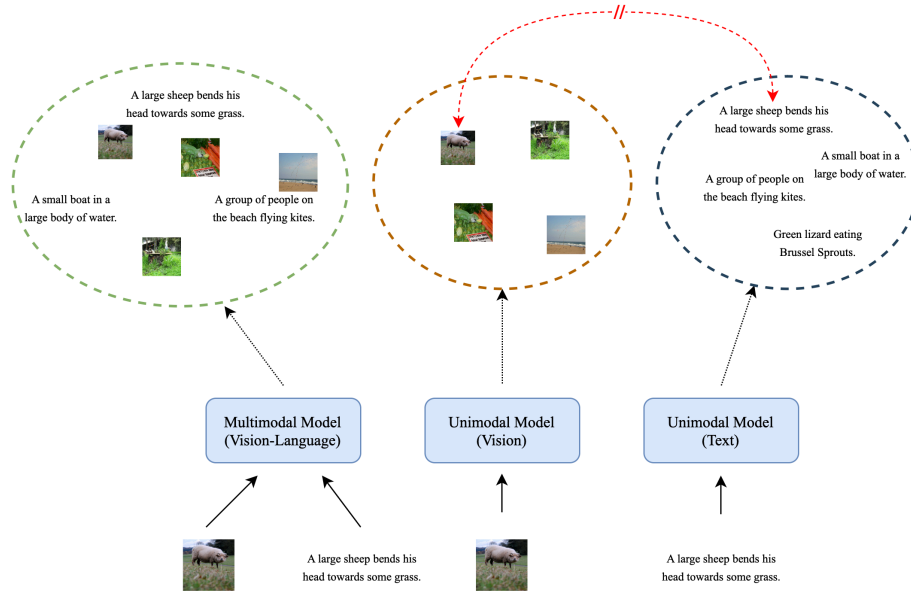 //
A large sheep bends his
head towards some grass.
A small boat in a
large body of water.
A group of people on
the beach flying kites.
A large sheep bends his
head towards some grass.
A small boat in a
large body of water.
A group of people on
the beach flying kites.
Green lizard eating
Brussel Sprouts.
Multimodal Model
(Vision-Language)
Unimodal Model
(Vision)
Unimodal Model
(Text)
A large sheep bends his
head towards some grass.
A large sheep bends his
head towards some grass.